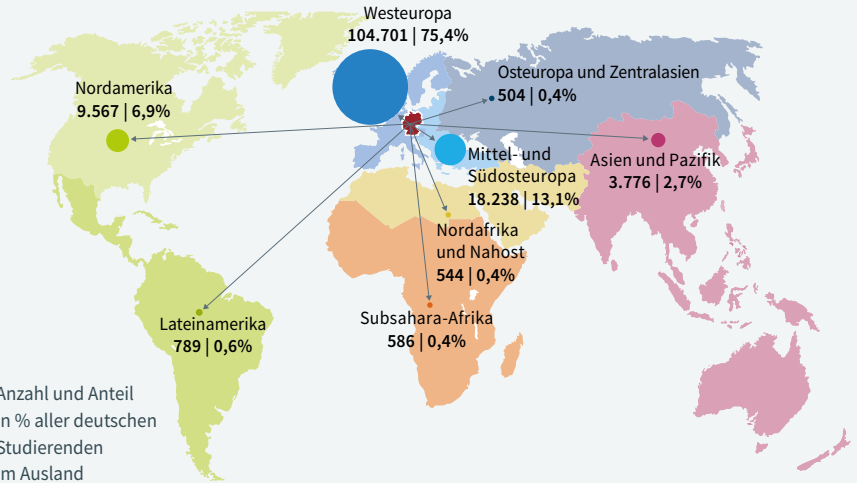 Westeuropa
104.701 | 75,4%
Nordamerika
9.567 | 6,9%
Osteuropa und Zentralasien
504 | 0,4%
Mittel- und
Südosteuropa
18.238 | 13,1%
Asien und Pazifik
3.776 | 2,7%
Nordafrika
und Nahost
544 | 0,4%
Lateinamerika
789 | 0,6%
Subsahara-Afrika
586 | 0,4%
Anzahl und Anteil
n % aller deutschen
Studierenden
m Ausland